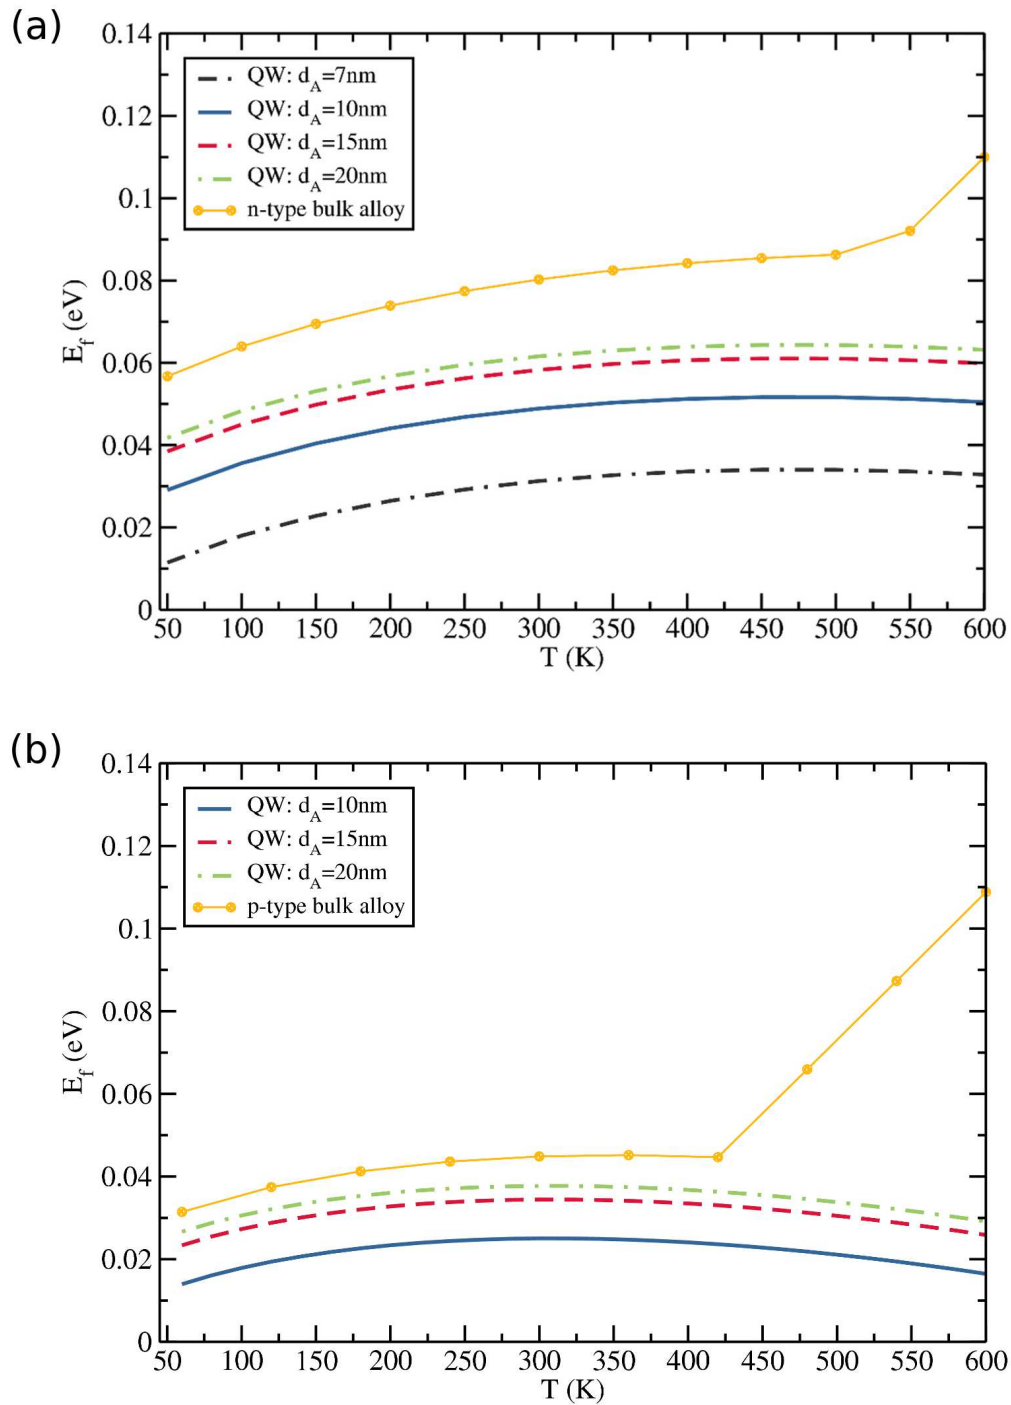 (a)
0.14
0.12
0.1
0.08
0.06
0.04
0.02
0
E_f (eV)
QW: d_A=7nm
QW: d_A=10nm
QW: d_A=15nm
QW: d_A=20nm
n-type bulk alloy
50 100 150 200 250 300 350 400 450 500 550 600
T (K)
(b)
0.14
0.12
0.1
0.08
0.06
0.04
0.02
0
E_f (eV)
QW: d_A=10nm
QW: d_A=15nm
QW: d_A=20nm
p-type bulk alloy
50 100 150 200 250 300 350 400 450 500 550 600
T (K)